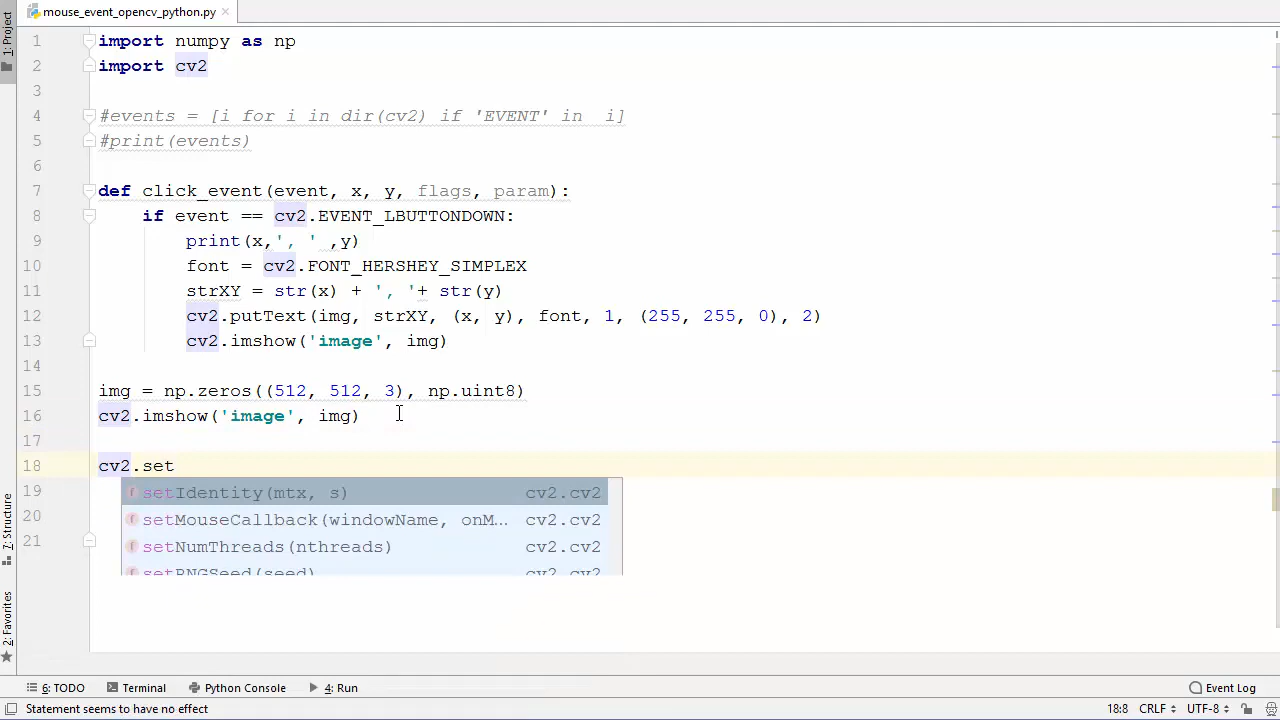 mouse_event_opencv_python.py
1: Project
1 import numpy as np
2 import cv2
3
4 #events = [i for i in dir(cv2) if 'EVENT' in  i]
5 #print(events)
6
7 def click_event(event, x, y, flags, param):
8     if event == cv2.EVENT_LBUTTONDOWN:
9         print(x,', ' ,y)
10         font = cv2.FONT_HERSHEY_SIMPLEX
11         strXY = str(x) + ', '+ str(y)
12         cv2.putText(img, strXY, (x, y), font, 1, (255, 255, 0), 2)
13         cv2.imshow('image', img)
14
15 img = np.zeros((512, 512, 3), np.uint8)
16 cv2.imshow('image', img)
17
18 cv2.set
19 setIdentity(mtx, s) cv2.cv2
20 setMouseCallback(windowName, onM... cv2.cv2
21 setNumThreads(nthreads) cv2.cv2
setRNGSeed(seed) cv2.cv2
7: Structure
2: Favorites
6: TODO Terminal Python Console 4: Run Event Log
Statement seems to have no effect 18:8 CRLF UTF-8